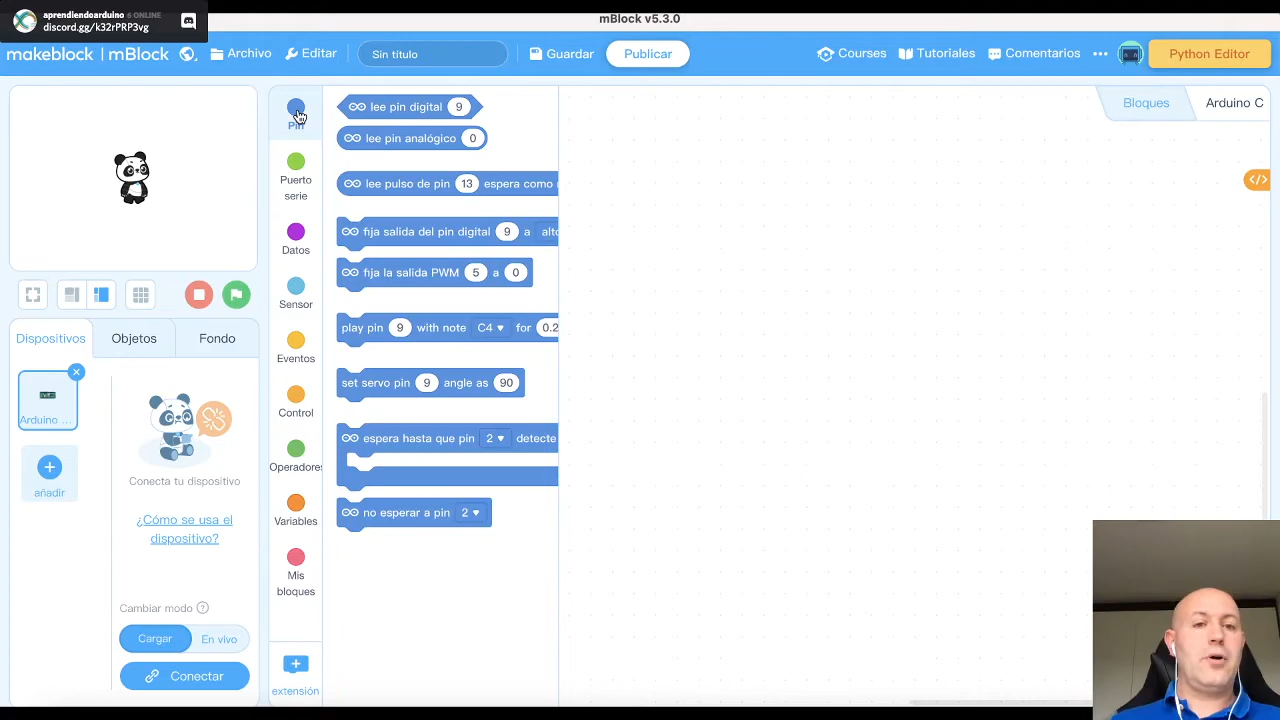 aprendiendoarduino 6 ONLINE
discord.gg/k32rPRP3vg
mBlock v5.3.0
makeblock | mBlock
Archivo
Editar
Sin título
Guardar
Publicar
Courses
Tutoriales
Comentarios
Python Editor
Pin
Puerto
serie
Datos
Sensor
Eventos
Control
Operadores
Variables
Mis
bloques
extensión
lee pin digital 9
lee pin analógico 0
lee pulso de pin 13 espera como
fija salida del pin digital 9 a alto
fija la salida PWM 5 a 0
play pin 9 with note C4 for 0.2
set servo pin 9 angle as 90
espera hasta que pin 2 detecte
no esperar a pin 2
Bloques
Arduino C
</>
Dispositivos
Objetos
Fondo
Arduino ...
añadir
Conecta tu dispositivo
¿Cómo se usa el
dispositivo?
Cambiar modo ?
Cargar
En vivo
Conectar